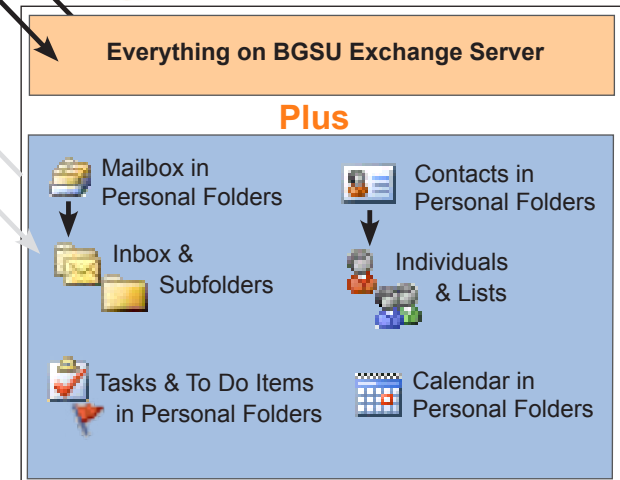 Everything on BGSU Exchange Server
Plus
Mailbox in
Personal Folders
Inbox &
Subfolders
Contacts in
Personal Folders
Individuals
& Lists
Tasks & To Do Items
in Personal Folders
Calendar in
Personal Folders